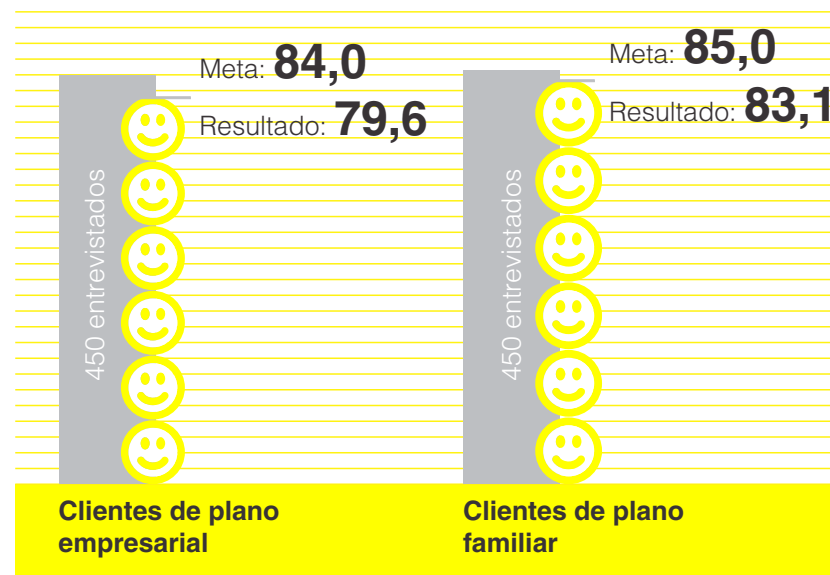 Meta: 84,0
Resultado: 79,6
450 entrevistados
Clientes de plano
empresarial
Meta: 85,0
Resultado: 83,1
450 entrevistados
Clientes de plano
familiar